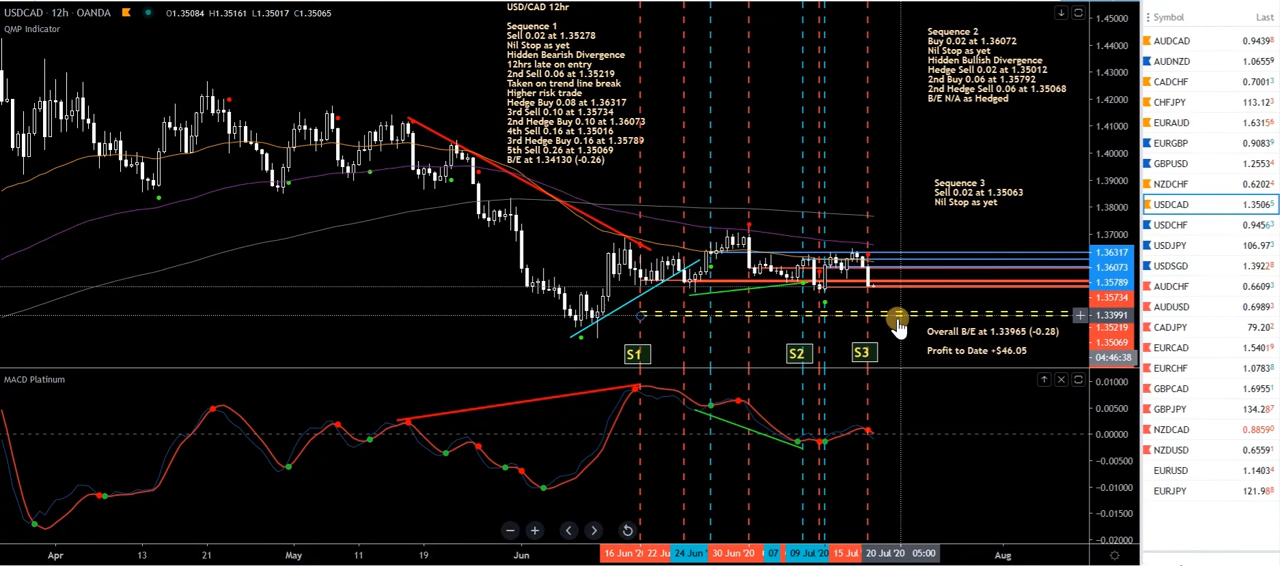 USDCAD · 12h · OANDA O1.35084 H1.35161 L1.35017 C1.35065
QMP Indicator
USD/CAD 12hr
Sequence 1
Sell 0.02 at 1.35278
Nil Stop as yet
Hidden Bearish Divergence
12hrs late on entry
2nd Sell 0.06 at 1.35219
Taken on trend line break
Higher risk trade
Hedge Buy 0.08 at 1.36317
3rd Sell 0.10 at 1.35734
2nd Hedge Buy 0.10 at 1.36073
4th Sell 0.16 at 1.35016
3rd Hedge Buy 0.16 at 1.35789
5th Sell 0.26 at 1.35069
B/E at 1.34130 (-0.26)
Sequence 2
Buy 0.02 at 1.36072
Nil Stop as yet
Hidden Bullish Divergence
Hedge Sell 0.02 at 1.35012
2nd Buy 0.06 at 1.35792
2nd Hedge Sell 0.06 at 1.35068
B/E N/A as Hedged
Sequence 3
Sell 0.02 at 1.35063
Nil Stop as yet
Overall B/E at 1.33965 (-0.28)
Profit to Date +$46.05
S1
S2
S3
1.45000
1.44000
1.43000
1.42000
1.41000
1.40000
1.39000
1.38000
1.37000
1.36317
1.36073
1.35789
1.35734
1.33991
1.35219
1.35069
04:46:38
MACD Platinum
0.01000
0.00500
0.00000
−0.00500
−0.01000
−0.01500
−0.02000
Apr 13 21 May 11 19 Jun 16 Jun '20 22 Ju 24 Jun 30 Jun '20 07 09 Jul '20 15 Jul 20 Jul '20 05:00 Aug
Symbol Last
AUDCAD 0.9439
AUDNZD 1.0655
CADCHF 0.7001
CHFJPY 113.12
EURAUD 1.6315
EURGBP 0.9083
GBPUSD 1.2553
NZDCHF 0.6202
USDCAD 1.3506
USDCHF 0.9456
USDJPY 106.97
USDSGD 1.3922
AUDCHF 0.6609
AUDUSD 0.6989
CADJPY 79.20
EURCAD 1.5401
EURCHF 1.0783
GBPCAD 1.6955
GBPJPY 134.28
NZDCAD 0.8859
NZDUSD 0.6559
EURUSD 1.1403
EURJPY 121.98